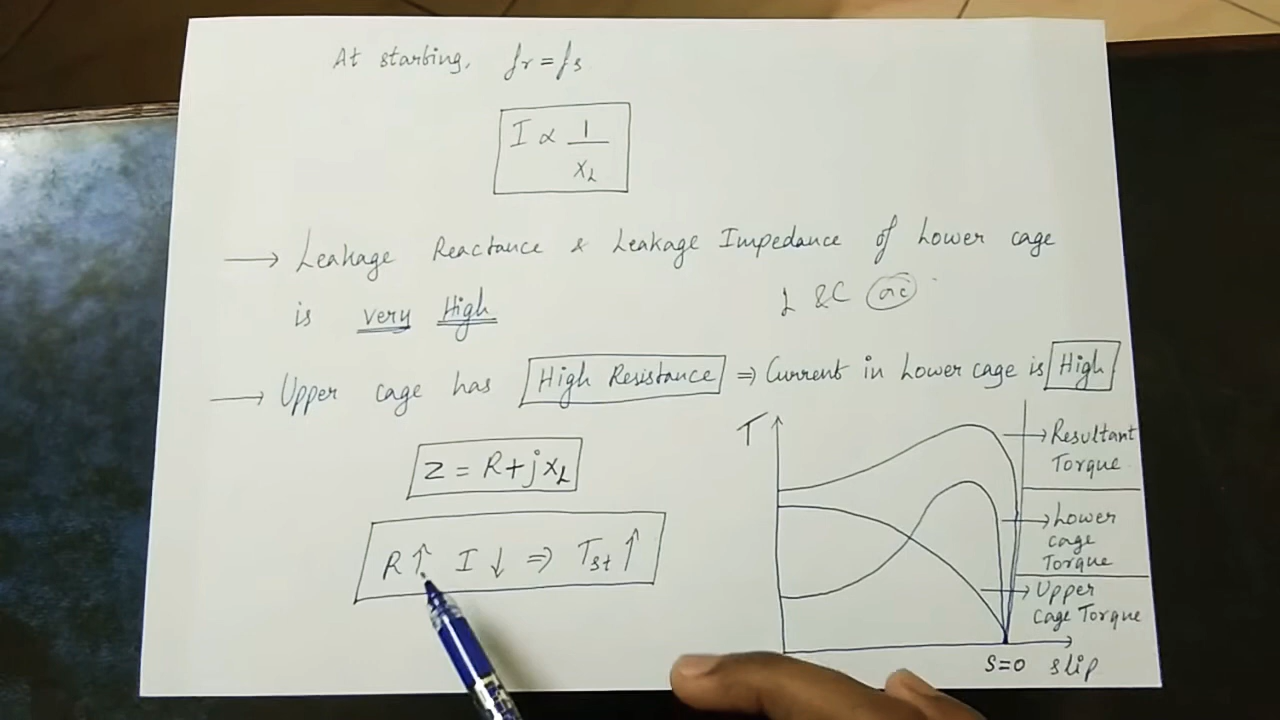 At starting, fr = fs
I ∝ 1/XL
→ Leakage Reactance & Leakage Impedance of Lower cage
is very High
L & C ac
→ Upper cage has High Resistance ⇒ Current in Lower cage is High
Z = R + jXL
R↑ I↓ ⇒ Tst↑
T
Resultant
Torque
Lower
cage
Torque
Upper
Cage Torque
S=0 slip